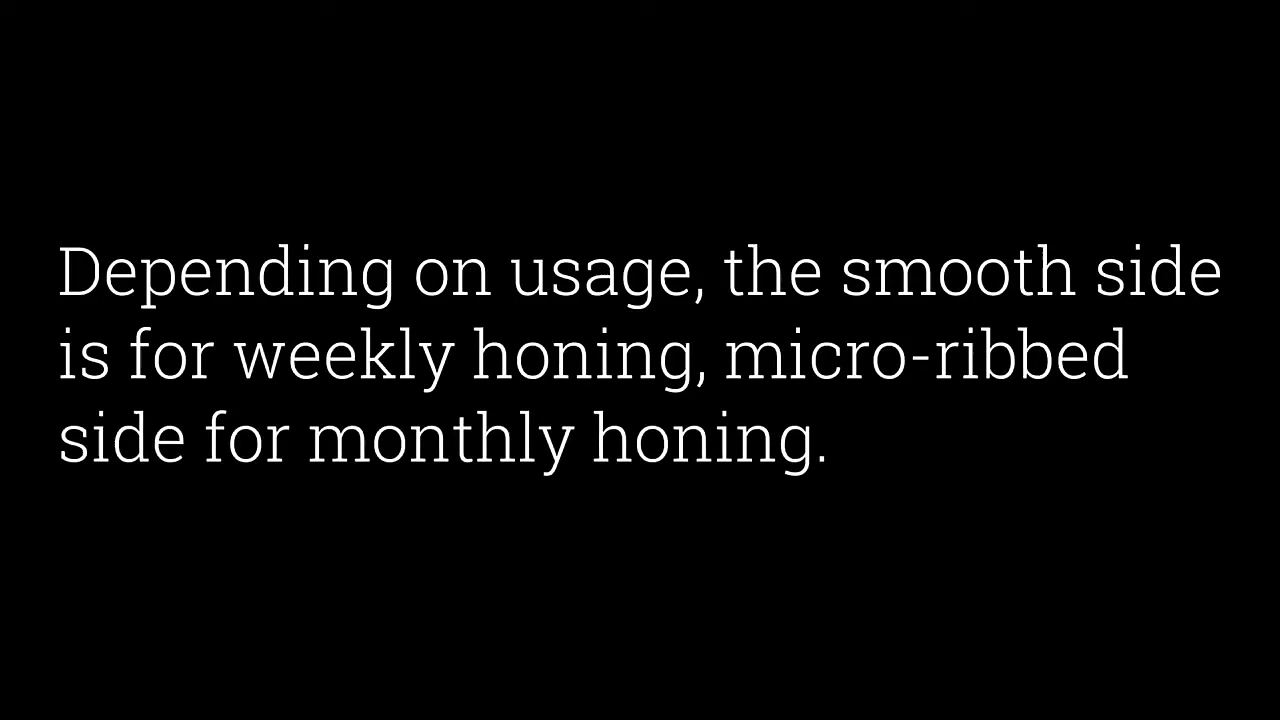 Depending on usage, the smooth side
is for weekly honing, micro-ribbed
side for monthly honing.